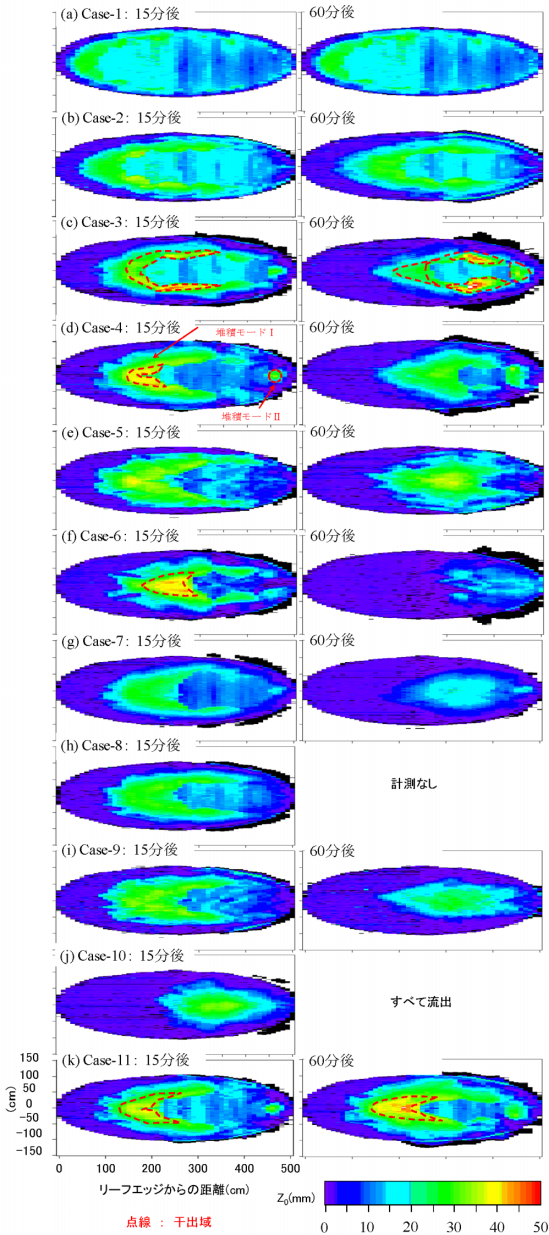 (a) Case-1: 15分後
60分後
(b) Case-2: 15分後
60分後
(c) Case-3: 15分後
60分後
(d) Case-4: 15分後
60分後
堆積モードⅠ
堆積モードⅡ
(e) Case-5: 15分後
60分後
(f) Case-6: 15分後
60分後
(g) Case-7: 15分後
60分後
(h) Case-8: 15分後
計測なし
(i) Case-9: 15分後
60分後
(j) Case-10: 15分後
すべて流出
(k) Case-11: 15分後
60分後
150
100
50
0
-50
-100
-150
(cm)
0 100 200 300 400 500
リーフエッジからの距離(cm)
点線 : 干出域
Z0(mm)
0 10 20 30 40 50